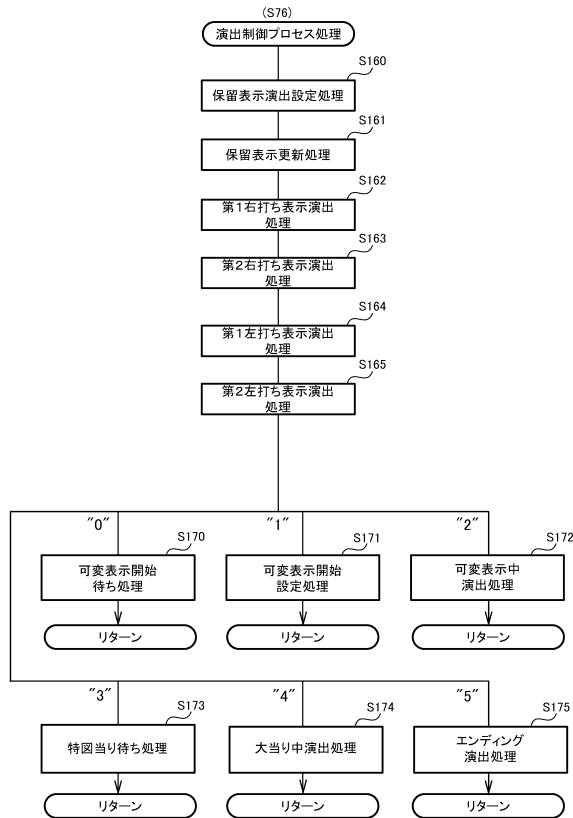 (S76)
演出制御プロセス処理
S160
保留表示演出設定処理
S161
保留表示更新処理
S162
第1右打ち表示演出
処理
S163
第2右打ち表示演出
処理
S164
第1左打ち表示演出
処理
S165
第2左打ち表示演出
処理
"0"
"1"
"2"
S170
可変表示開始
待ち処理
リターン
S171
可変表示開始
設定処理
リターン
S172
可変表示中
演出処理
リターン
"3"
"4"
"5"
S173
特図当り待ち処理
リターン
S174
大当り中演出処理
リターン
S175
エンディング
演出処理
リターン